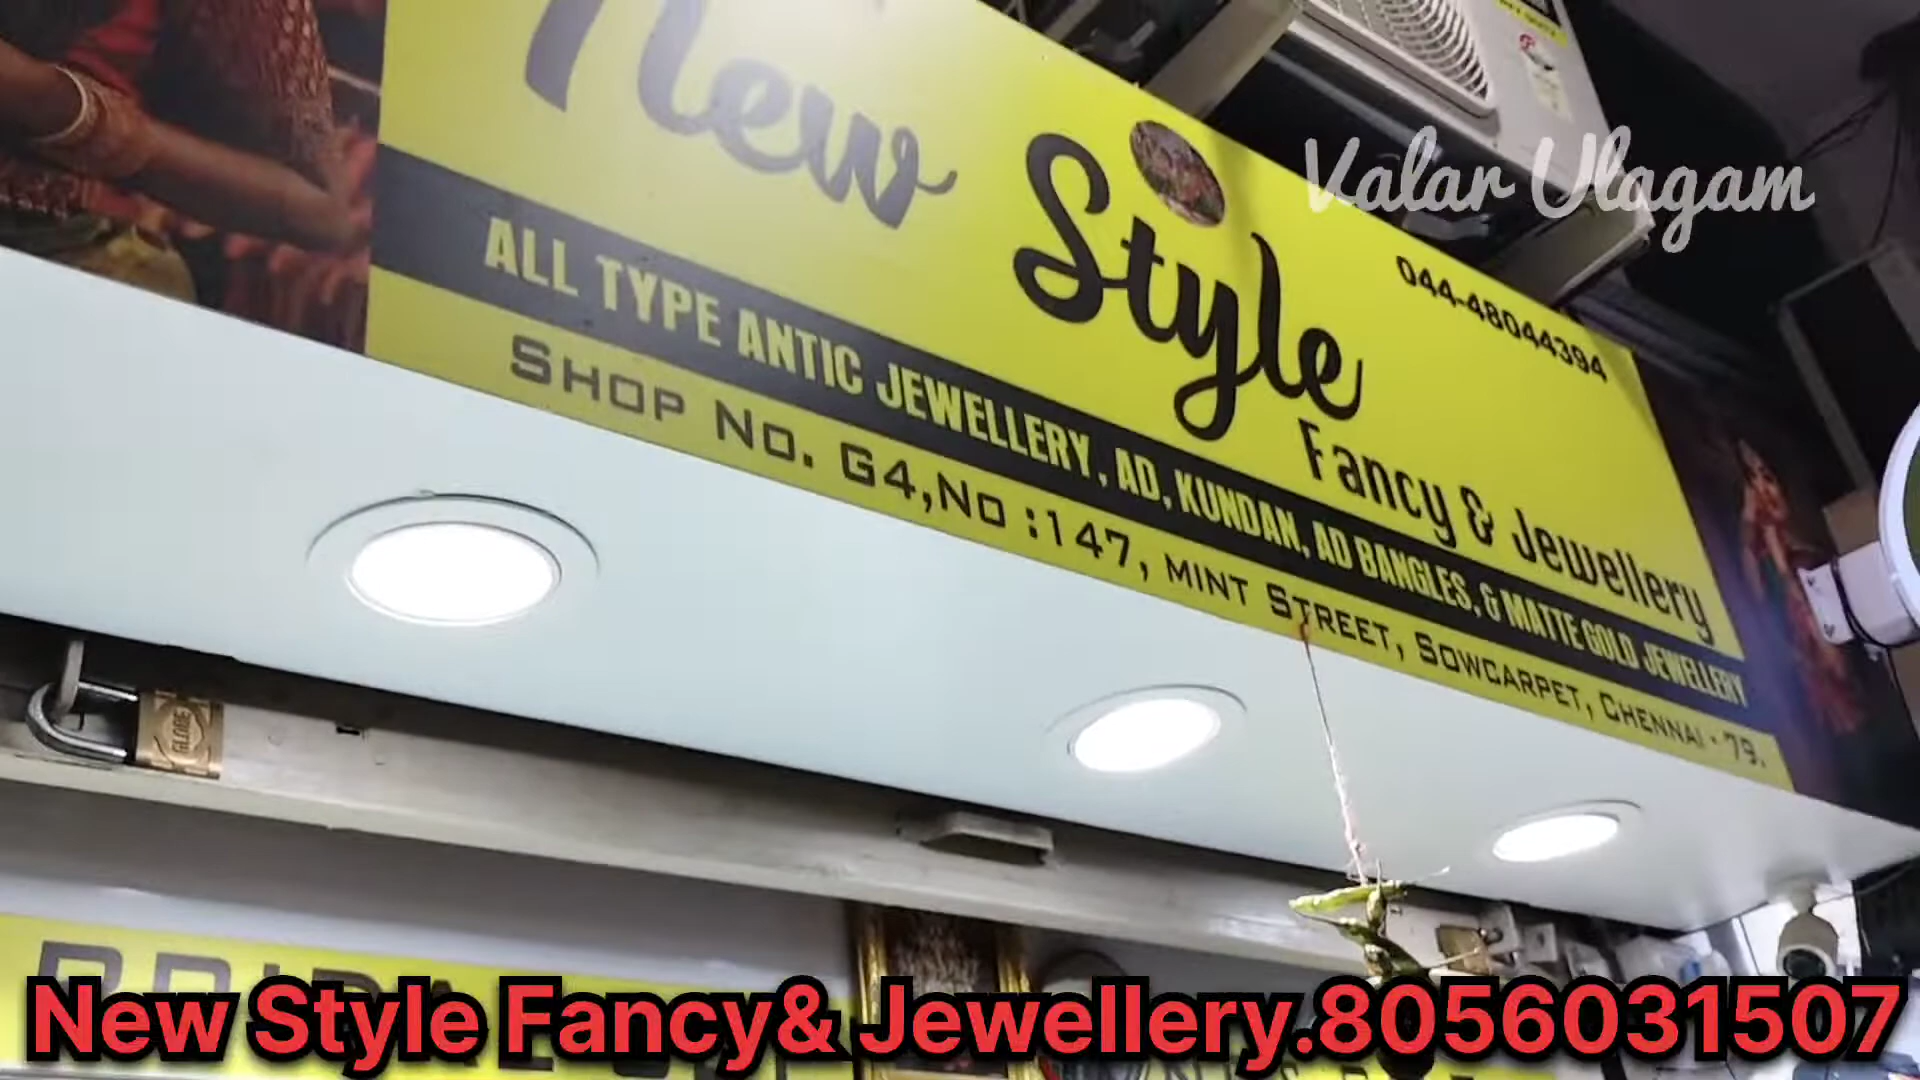 Valar Ulagam
New Style
044-48044394
Fancy & Jewellery
ALL TYPE ANTIC JEWELLERY, AD, KUNDAN, AD BANGLES, & MATTE GOLD JEWELLERY
SHOP NO. G4,NO :147, MINT STREET, SOWCARPET, CHENNAI - 79.
GLOBE
New Style Fancy& Jewellery.8056031507